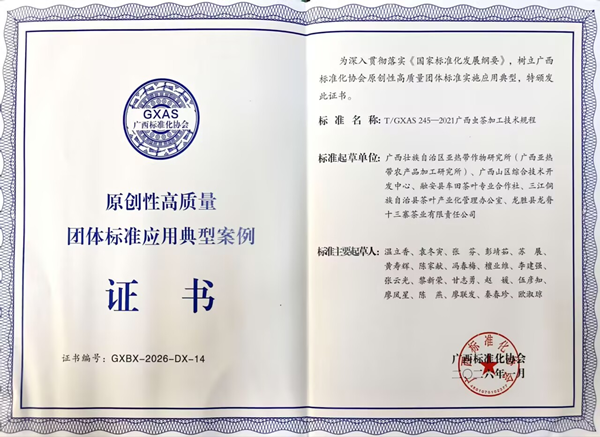 GXAS
广西标准化协会
原创性高质量
团体标准应用典型案例
证 书
证书编号：GXBX-2026-DX-14
为深入贯彻落实《国家标准化发展纲要》，树立广西
标准化协会原创性高质量团体标准实施应用典型，特颁发
此证书。
标 准 名 称：T/GXAS 245—2021广西虫茶加工技术规程
标准起草单位：广西壮族自治区亚热带作物研究所（广西亚热
带农产品加工研究所）、广西山区综合技术开
发中心、融安县车田茶叶专业合作社、三江侗
族自治县茶叶产业化管理办公室、龙胜县龙脊
十三寨茶业有限责任公司
标准主要起草人：温立香、袁冬寅、张 芬、彭靖茹、苏 展、
黄寿辉、陈家献、冯春梅、檀业维、李建强、
张云光、黎新荣、甘志勇、赵 媛、伍彦知、
廖凤星、陈 燕、廖联发、秦春珍、欧淑琼
广西标准化协会
二〇二六年一月